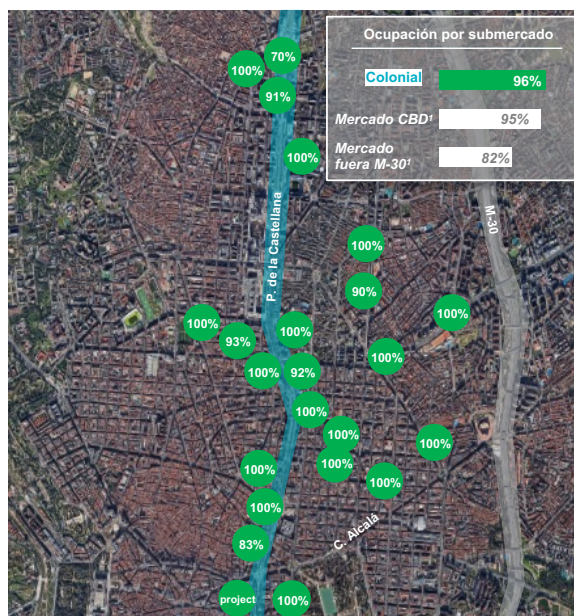 Ocupación por submercado
Colonial 96%
Mercado CBD¹ 95%
Mercado
fuera M-30¹ 82%
70%
100%
91%
100%
M-30
P. de la Castellana
100%
90%
100%
100%
100%
93%
100%
100%
92%
100%
100%
100%
100%
100%
100%
100%
83%
C. Alcalá
project
100%